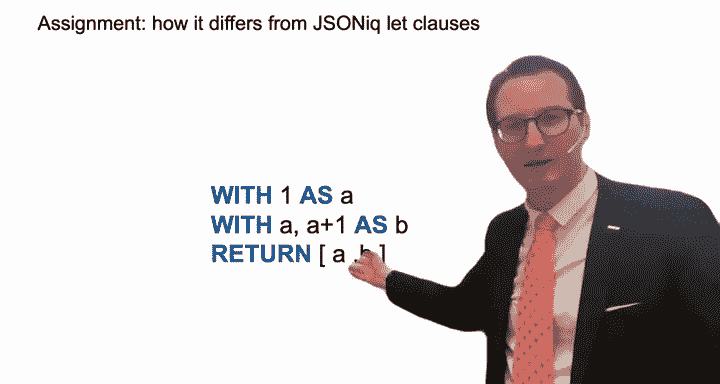 Assignment: how it differs from JSONiq let clauses
WITH 1 AS a
WITH a, a+1 AS b
RETURN [ a ,b ]